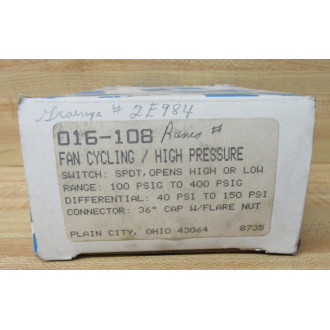 Grainger # 2E984
016-108 Ranco #
FAN CYCLING / HIGH PRESSURE
SWITCH: SPDT, OPENS HIGH OR LOW
RANGE: 100 PSIG TO 400 PSIG
DIFFERENTIAL: 40 PSI TO 150 PSI
CONNECTOR: 36" CAP W/FLARE NUT
PLAIN CITY, OHIO 43064 8735